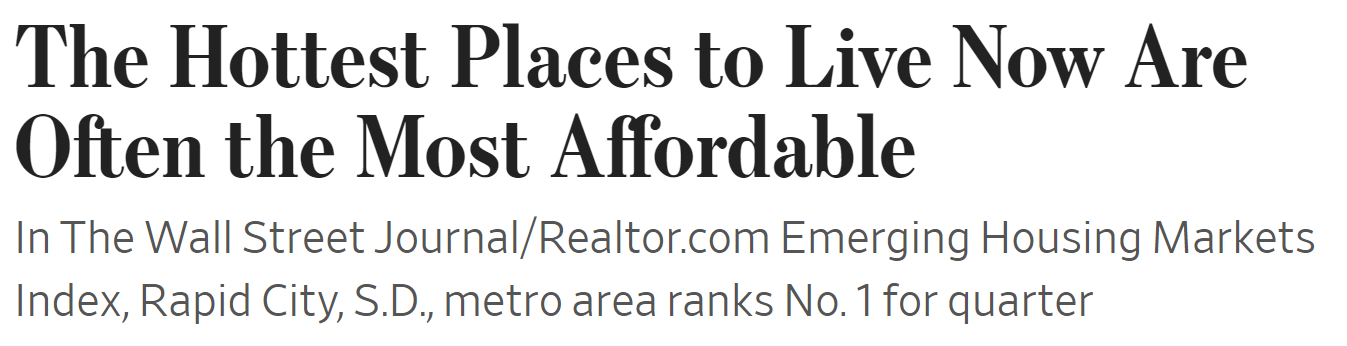 The Hottest Places to Live Now Are
Often the Most Affordable
In The Wall Street Journal/Realtor.com Emerging Housing Markets
Index, Rapid City, S.D., metro area ranks No. 1 for quarter